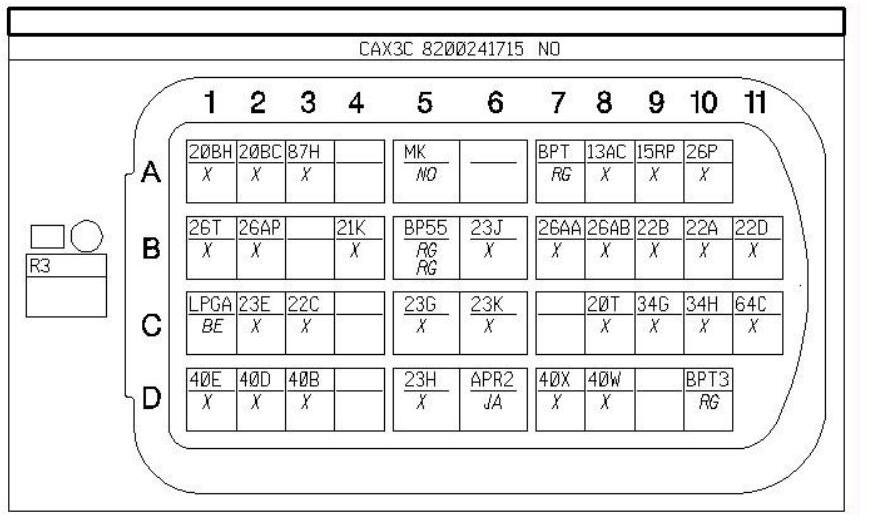 CAX3C 8200241715 NO
1 2 3 4 5 6 7 8 9 10 11
A
20BH 20BC 87H MK BPT 13AC 15RP 26P
X X X NO RG X X X
B
26T 26AP 21K BP55 23J 26AA 26AB 22B 22A 22D
X X X RG X X X X X X
RG
R3
C
LPGA 23E 22C 23G 23K 20T 34G 34H 64C
BE X X X X X X X X
D
40E 40D 40B 23H APR2 40X 40W BPT3
X X X X JA X X RG